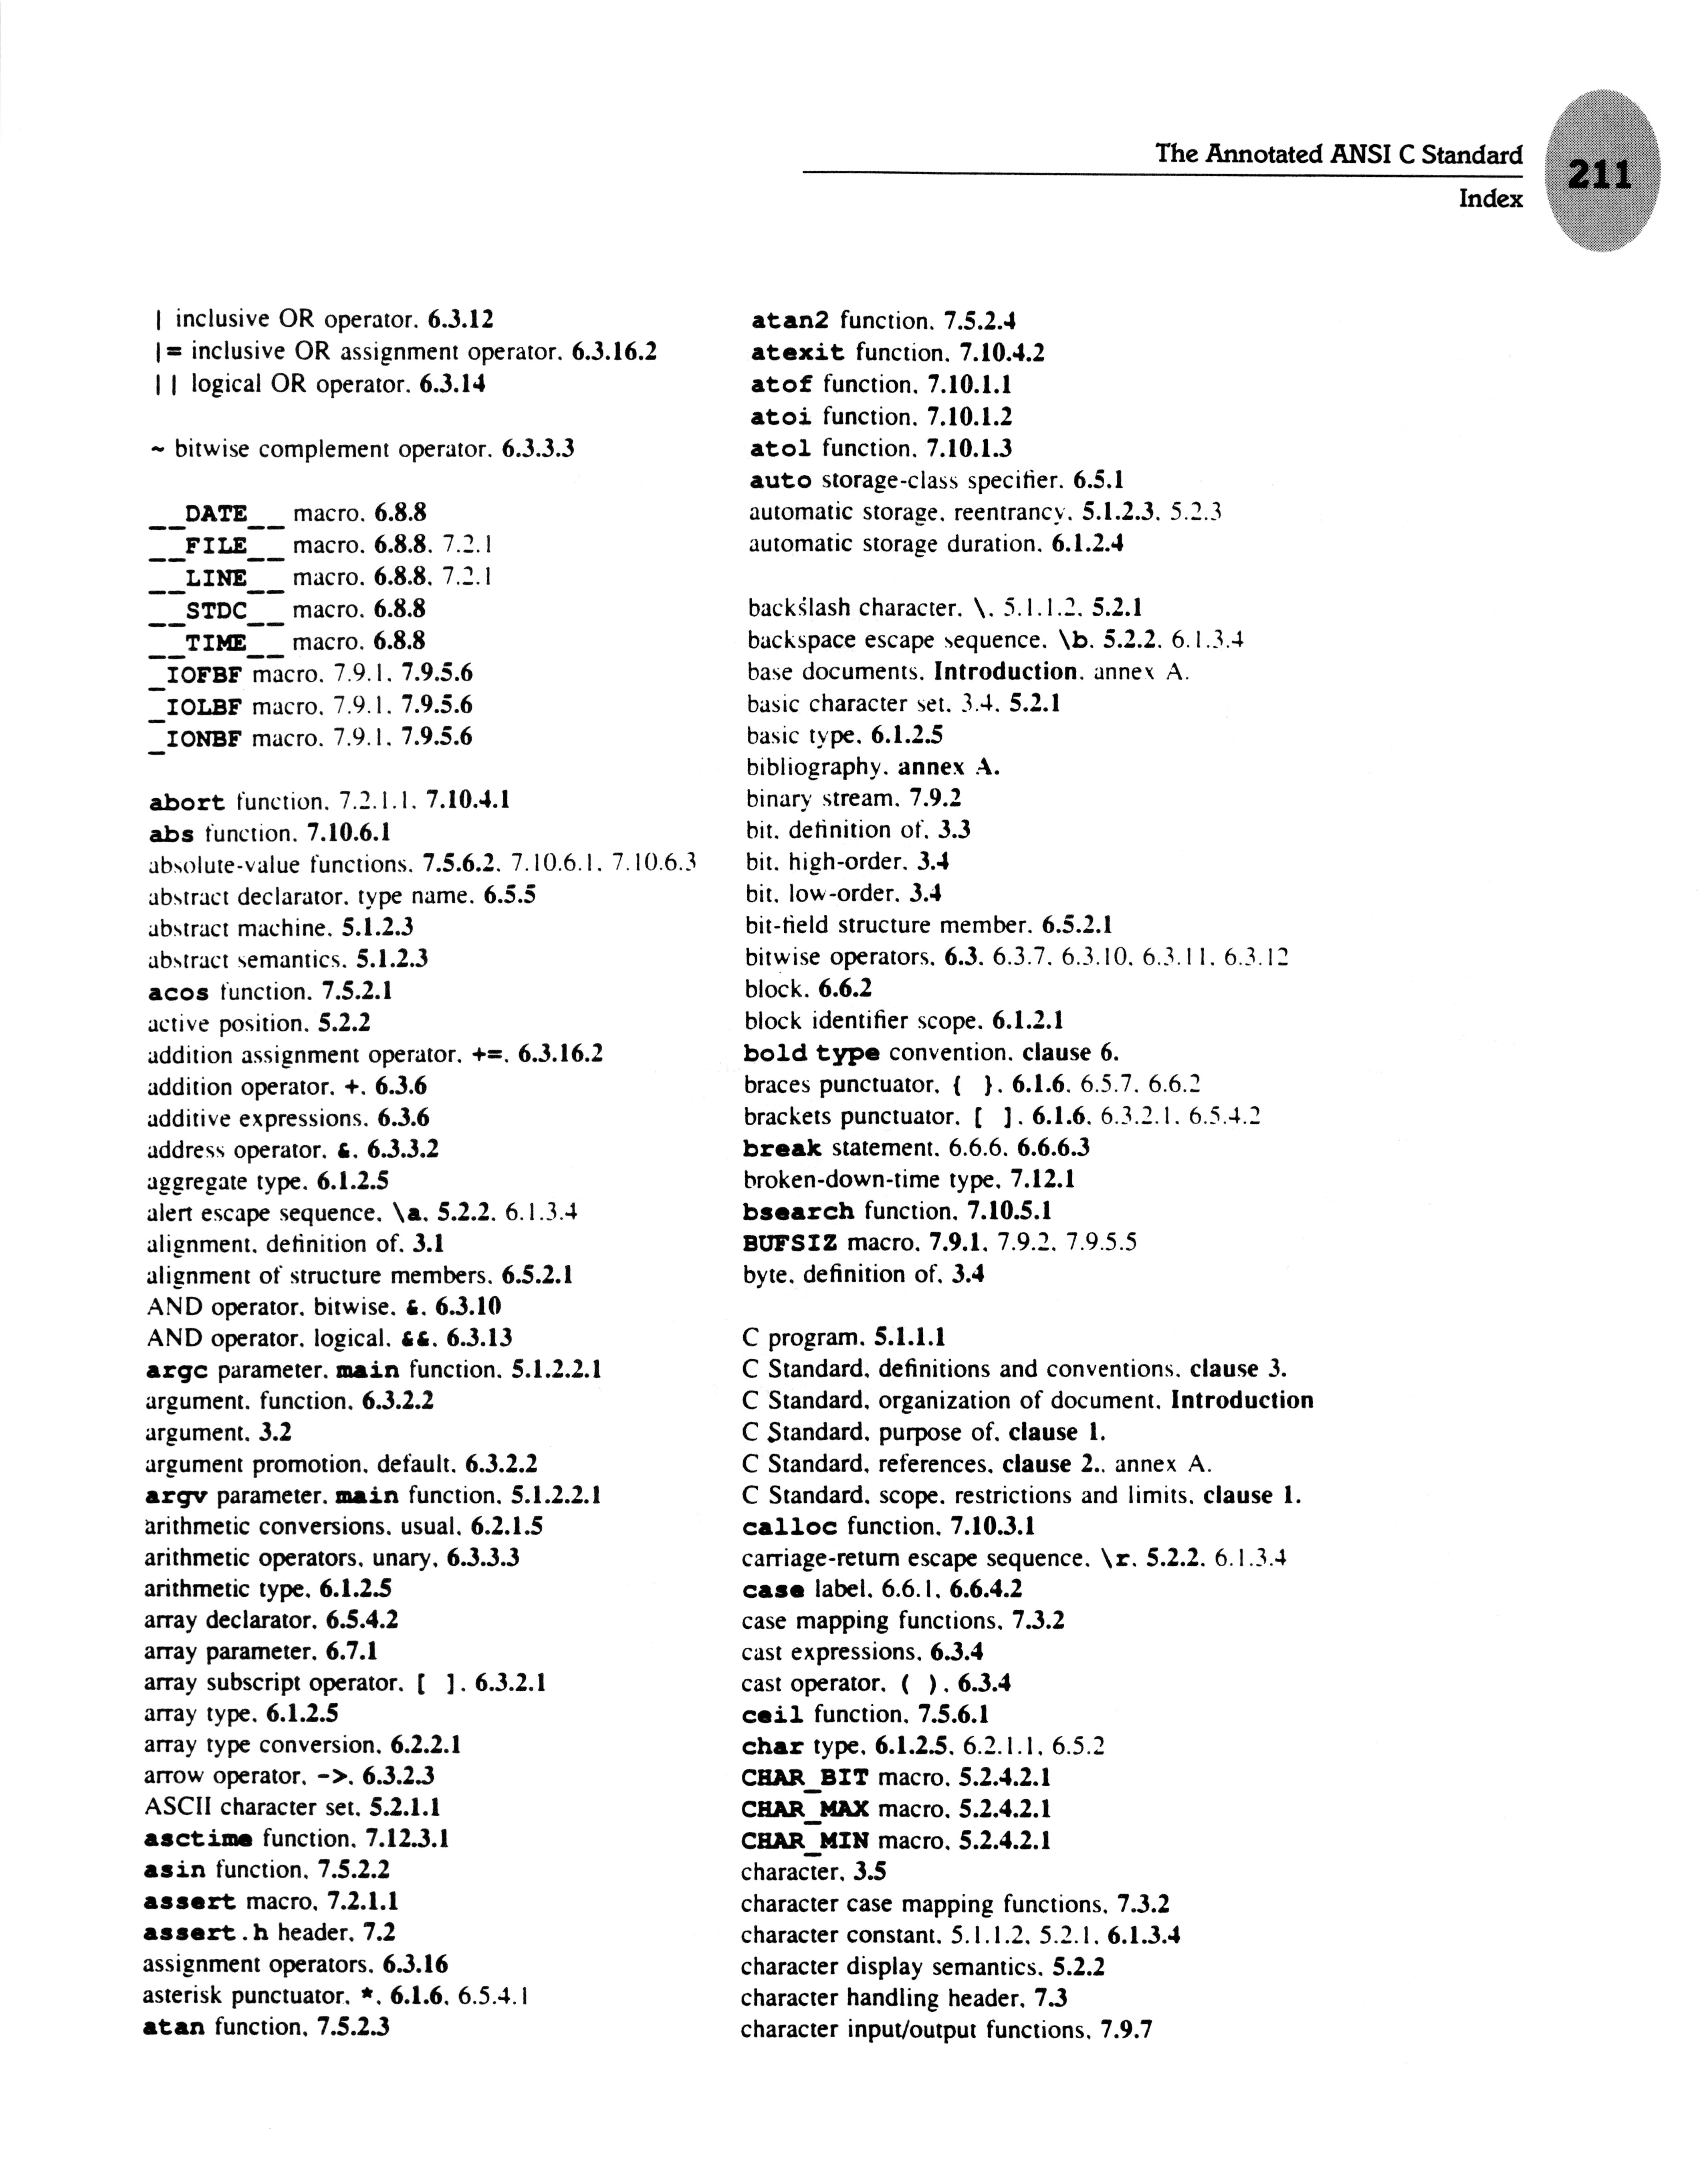 The Annotated ANSI C Standard
211
Index
| inclusive OR operator, 6.3.12
|= inclusive OR assignment operator, 6.3.16.2
|| logical OR operator, 6.3.14
~ bitwise complement operator, 6.3.3.3
__DATE__ macro, 6.8.8
__FILE__ macro, 6.8.8, 7.2.1
__LINE__ macro, 6.8.8, 7.2.1
__STDC__ macro, 6.8.8
__TIME__ macro, 6.8.8
_IOFBF macro, 7.9.1, 7.9.5.6
_IOLBF macro, 7.9.1, 7.9.5.6
_IONBF macro, 7.9.1, 7.9.5.6
abort function, 7.2.1.1, 7.10.4.1
abs function, 7.10.6.1
absolute-value functions, 7.5.6.2, 7.10.6.1, 7.10.6.3
abstract declarator, type name, 6.5.5
abstract machine, 5.1.2.3
abstract semantics, 5.1.2.3
acos function, 7.5.2.1
active position, 5.2.2
addition assignment operator, +=, 6.3.16.2
addition operator, +, 6.3.6
additive expressions, 6.3.6
address operator, &, 6.3.3.2
aggregate type, 6.1.2.5
alert escape sequence, \a, 5.2.2, 6.1.3.4
alignment, definition of, 3.1
alignment of structure members, 6.5.2.1
AND operator, bitwise, &, 6.3.10
AND operator, logical, &&, 6.3.13
argc parameter, main function, 5.1.2.2.1
argument, function, 6.3.2.2
argument, 3.2
argument promotion, default, 6.3.2.2
argv parameter, main function, 5.1.2.2.1
arithmetic conversions, usual, 6.2.1.5
arithmetic operators, unary, 6.3.3.3
arithmetic type, 6.1.2.5
array declarator, 6.5.4.2
array parameter, 6.7.1
array subscript operator, [ ], 6.3.2.1
array type, 6.1.2.5
array type conversion, 6.2.2.1
arrow operator, ->, 6.3.2.3
ASCII character set, 5.2.1.1
asctime function, 7.12.3.1
asin function, 7.5.2.2
assert macro, 7.2.1.1
assert.h header, 7.2
assignment operators, 6.3.16
asterisk punctuator, *, 6.1.6, 6.5.4.1
atan function, 7.5.2.3
atan2 function, 7.5.2.4
atexit function, 7.10.4.2
atof function, 7.10.1.1
atoi function, 7.10.1.2
atol function, 7.10.1.3
auto storage-class specifier, 6.5.1
automatic storage, reentrancy, 5.1.2.3, 5.2.3
automatic storage duration, 6.1.2.4
backslash character, \, 5.1.1.2, 5.2.1
backspace escape sequence, \b, 5.2.2, 6.1.3.4
base documents, Introduction, annex A.
basic character set, 3.4, 5.2.1
basic type, 6.1.2.5
bibliography, annex A.
binary stream, 7.9.2
bit, definition of, 3.3
bit, high-order, 3.4
bit, low-order, 3.4
bit-field structure member, 6.5.2.1
bitwise operators, 6.3, 6.3.7, 6.3.10, 6.3.11, 6.3.12
block, 6.6.2
block identifier scope, 6.1.2.1
bold type convention, clause 6.
braces punctuator, { }, 6.1.6, 6.5.7, 6.6.2
brackets punctuator, [ ], 6.1.6, 6.3.2.1, 6.5.4.2
break statement, 6.6.6, 6.6.6.3
broken-down-time type, 7.12.1
bsearch function, 7.10.5.1
BUFSIZ macro, 7.9.1, 7.9.2, 7.9.5.5
byte, definition of, 3.4
C program, 5.1.1.1
C Standard, definitions and conventions, clause 3.
C Standard, organization of document, Introduction
C Standard, purpose of, clause 1.
C Standard, references, clause 2., annex A.
C Standard, scope, restrictions and limits, clause 1.
calloc function, 7.10.3.1
carriage-return escape sequence, \r, 5.2.2, 6.1.3.4
case label, 6.6.1, 6.6.4.2
case mapping functions, 7.3.2
cast expressions, 6.3.4
cast operator, ( ), 6.3.4
ceil function, 7.5.6.1
char type, 6.1.2.5, 6.2.1.1, 6.5.2
CHAR_BIT macro, 5.2.4.2.1
CHAR_MAX macro, 5.2.4.2.1
CHAR_MIN macro, 5.2.4.2.1
character, 3.5
character case mapping functions, 7.3.2
character constant, 5.1.1.2, 5.2.1, 6.1.3.4
character display semantics, 5.2.2
character handling header, 7.3
character input/output functions, 7.9.7